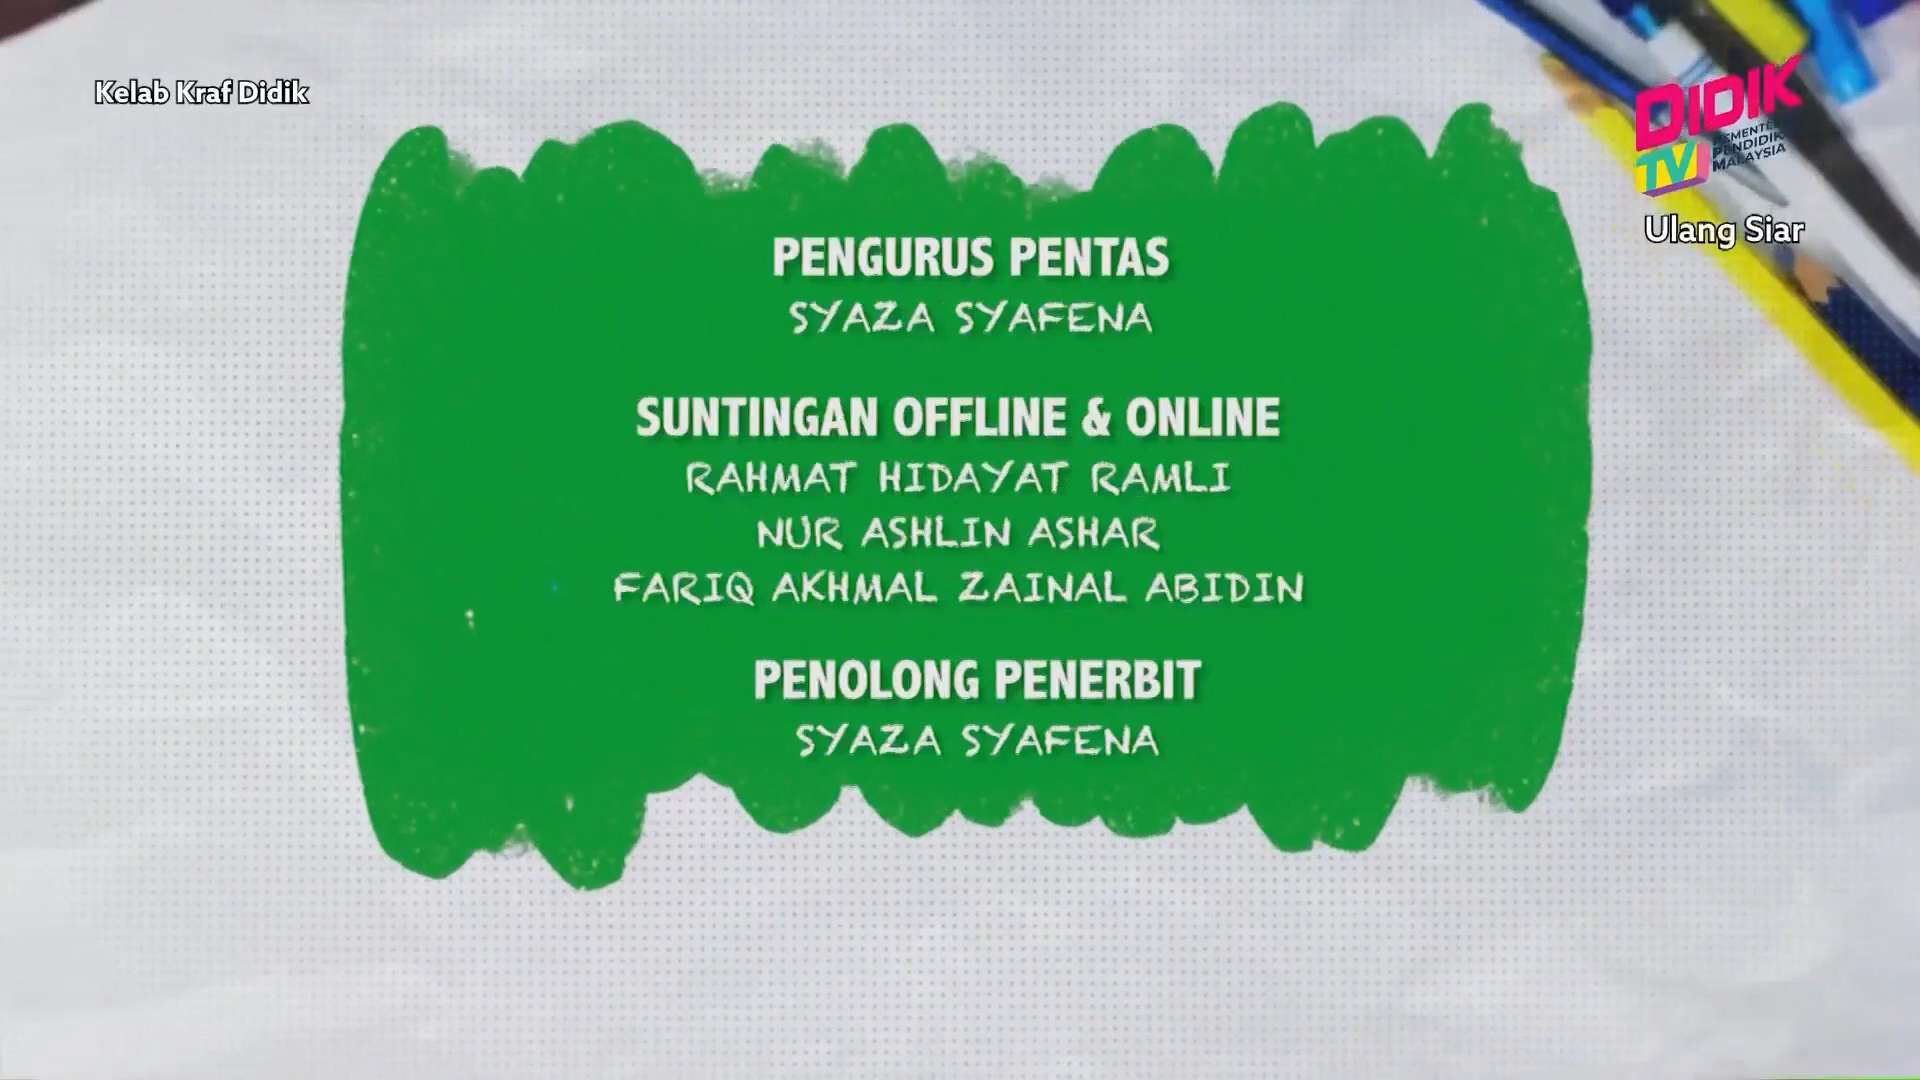 Kelab Kraf Didik
DIDIK
TV
KEMENTERIAN
PENDIDIKAN
MALAYSIA
Ulang Siar
PENGURUS PENTAS
SYAZA SYAFENA
SUNTINGAN OFFLINE & ONLINE
RAHMAT HIDAYAT RAMLI
NUR ASHLIN ASHAR
FARIQ AKHMAL ZAINAL ABIDIN
PENOLONG PENERBIT
SYAZA SYAFENA